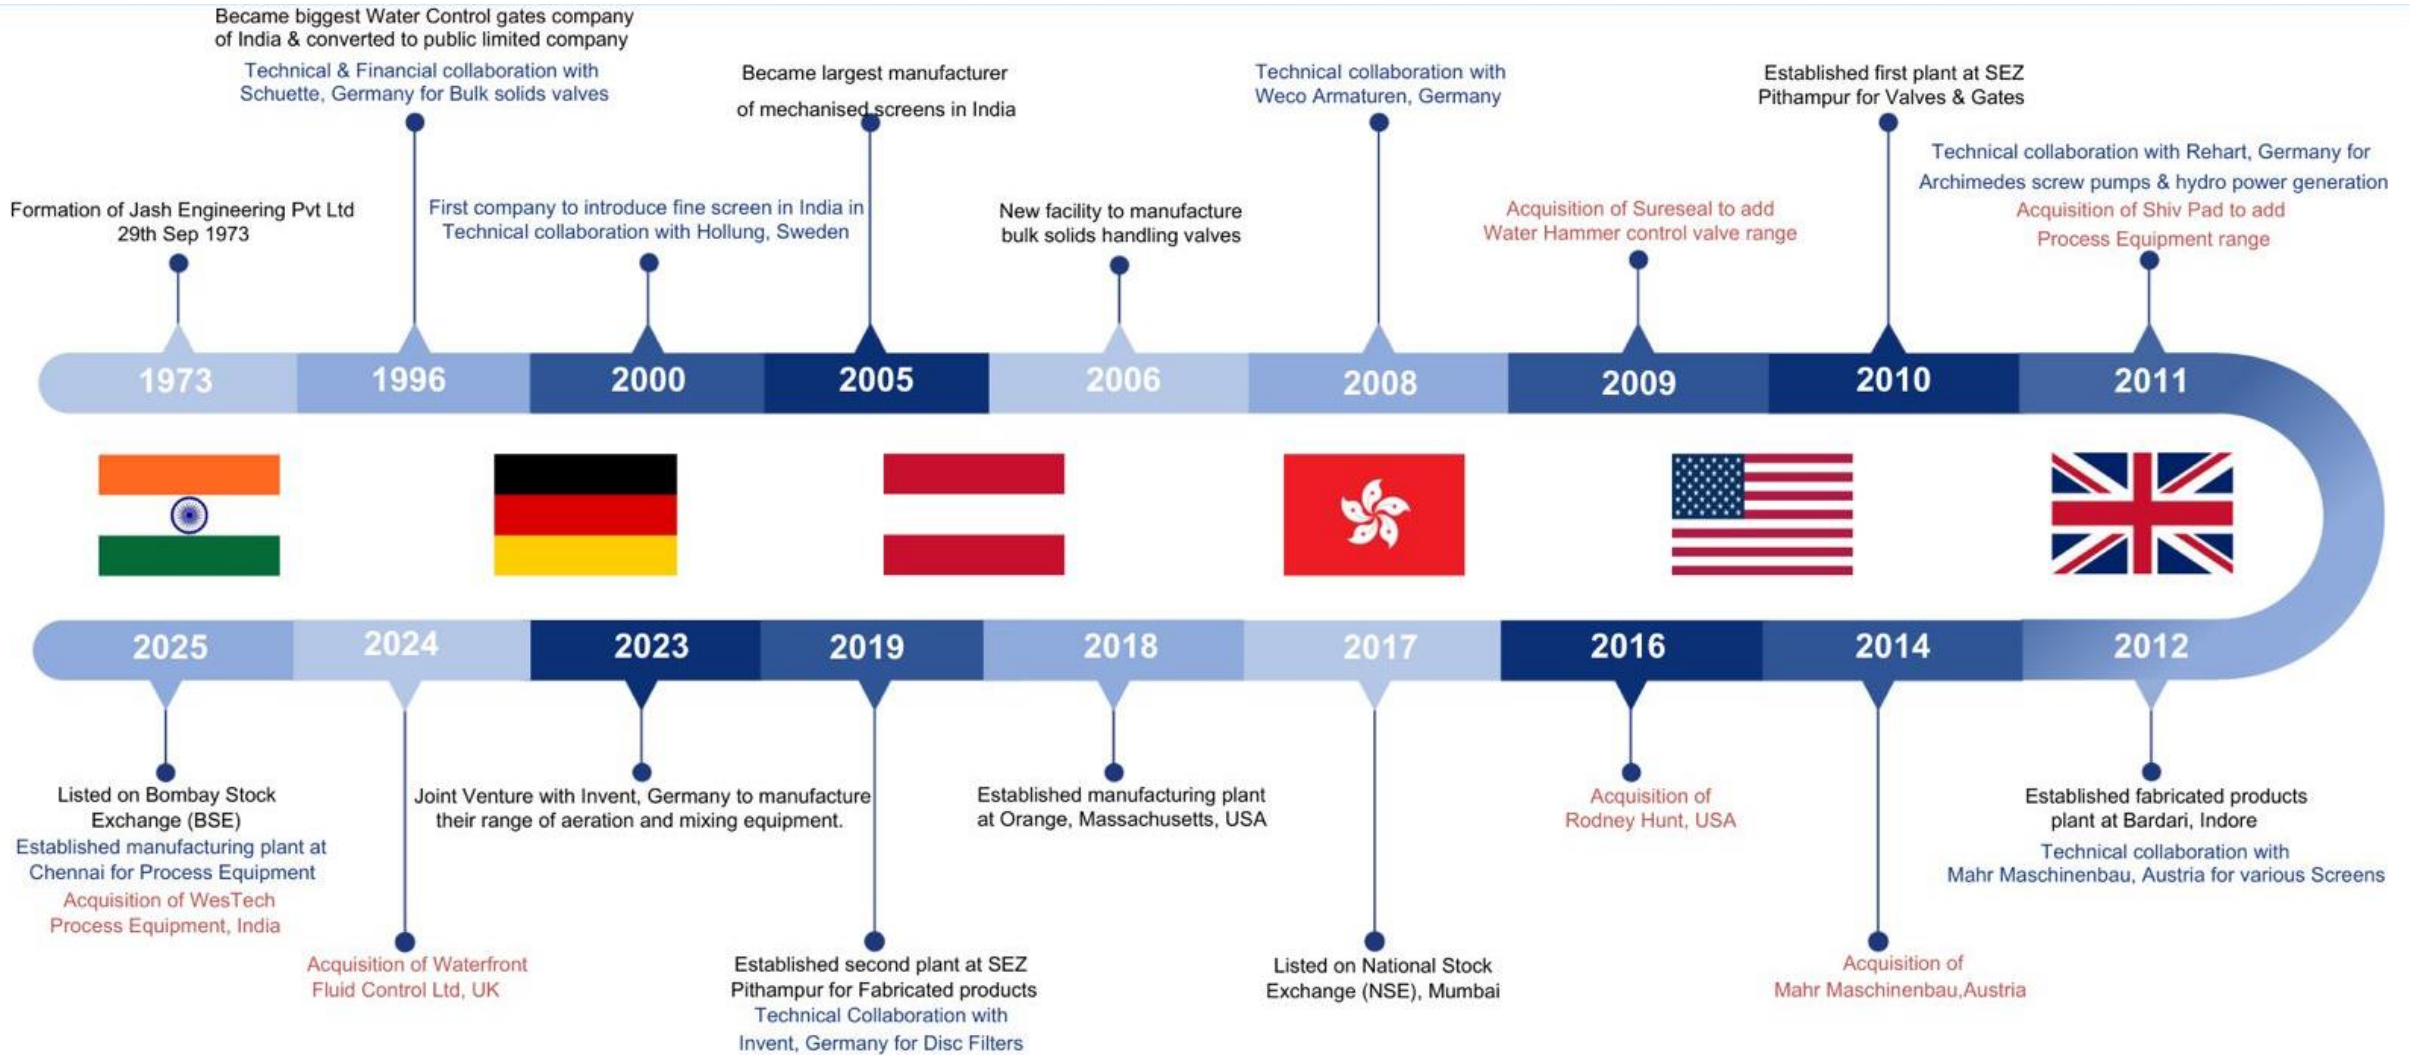 Became biggest Water Control gates company
of India & converted to public limited company
Technical & Financial collaboration with
Schuette, Germany for Bulk solids valves
Became largest manufacturer
of mechanised screens in India
Technical collaboration with
Weco Armaturen, Germany
Established first plant at SEZ
Pithampur for Valves & Gates
Technical collaboration with Rehart, Germany for
Archimedes screw pumps & hydro power generation
Acquisition of Shiv Pad to add
Process Equipment range
Formation of Jash Engineering Pvt Ltd
29th Sep 1973
First company to introduce fine screen in India in
Technical collaboration with Hollung, Sweden
New facility to manufacture
bulk solids handling valves
Acquisition of Sureseal to add
Water Hammer control valve range
1973
1996
2000
2005
2006
2008
2009
2010
2011
2025
2024
2023
2019
2018
2017
2016
2014
2012
Listed on Bombay Stock
Exchange (BSE)
Established manufacturing plant at
Chennai for Process Equipment
Acquisition of WesTech
Process Equipment, India
Acquisition of Waterfront
Fluid Control Ltd, UK
Joint Venture with Invent, Germany to manufacture
their range of aeration and mixing equipment.
Established second plant at SEZ
Pithampur for Fabricated products
Technical Collaboration with
Invent, Germany for Disc Filters
Established manufacturing plant
at Orange, Massachusetts, USA
Listed on National Stock
Exchange (NSE), Mumbai
Acquisition of
Rodney Hunt, USA
Acquisition of
Mahr Maschinenbau,Austria
Established fabricated products
plant at Bardari, Indore
Technical collaboration with
Mahr Maschinenbau, Austria for various Screens